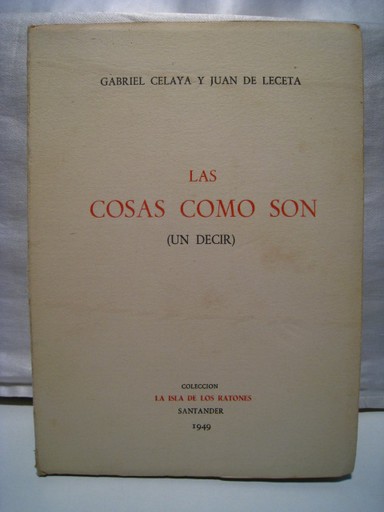 GABRIEL CELAYA Y JUAN DE LECETA
LAS
COSAS COMO SON
(UN DECIR)
COLECCION
LA ISLA DE LOS RATONES
SANTANDER
1949